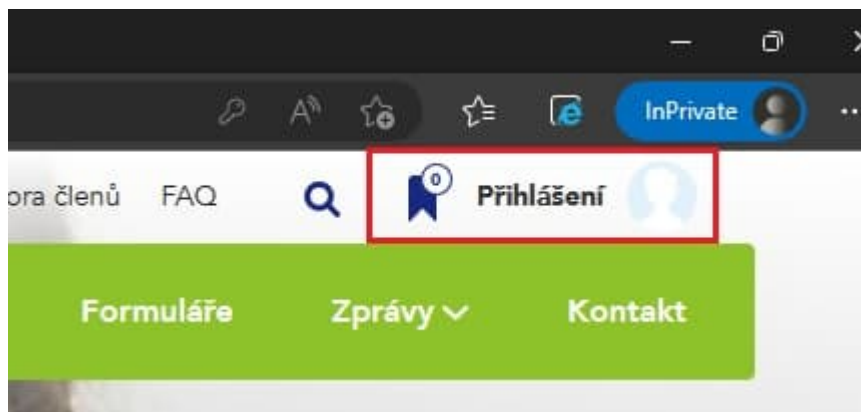 InPrivate
ora členů FAQ 0 Přihlášení
Formuláře Zprávy Kontakt